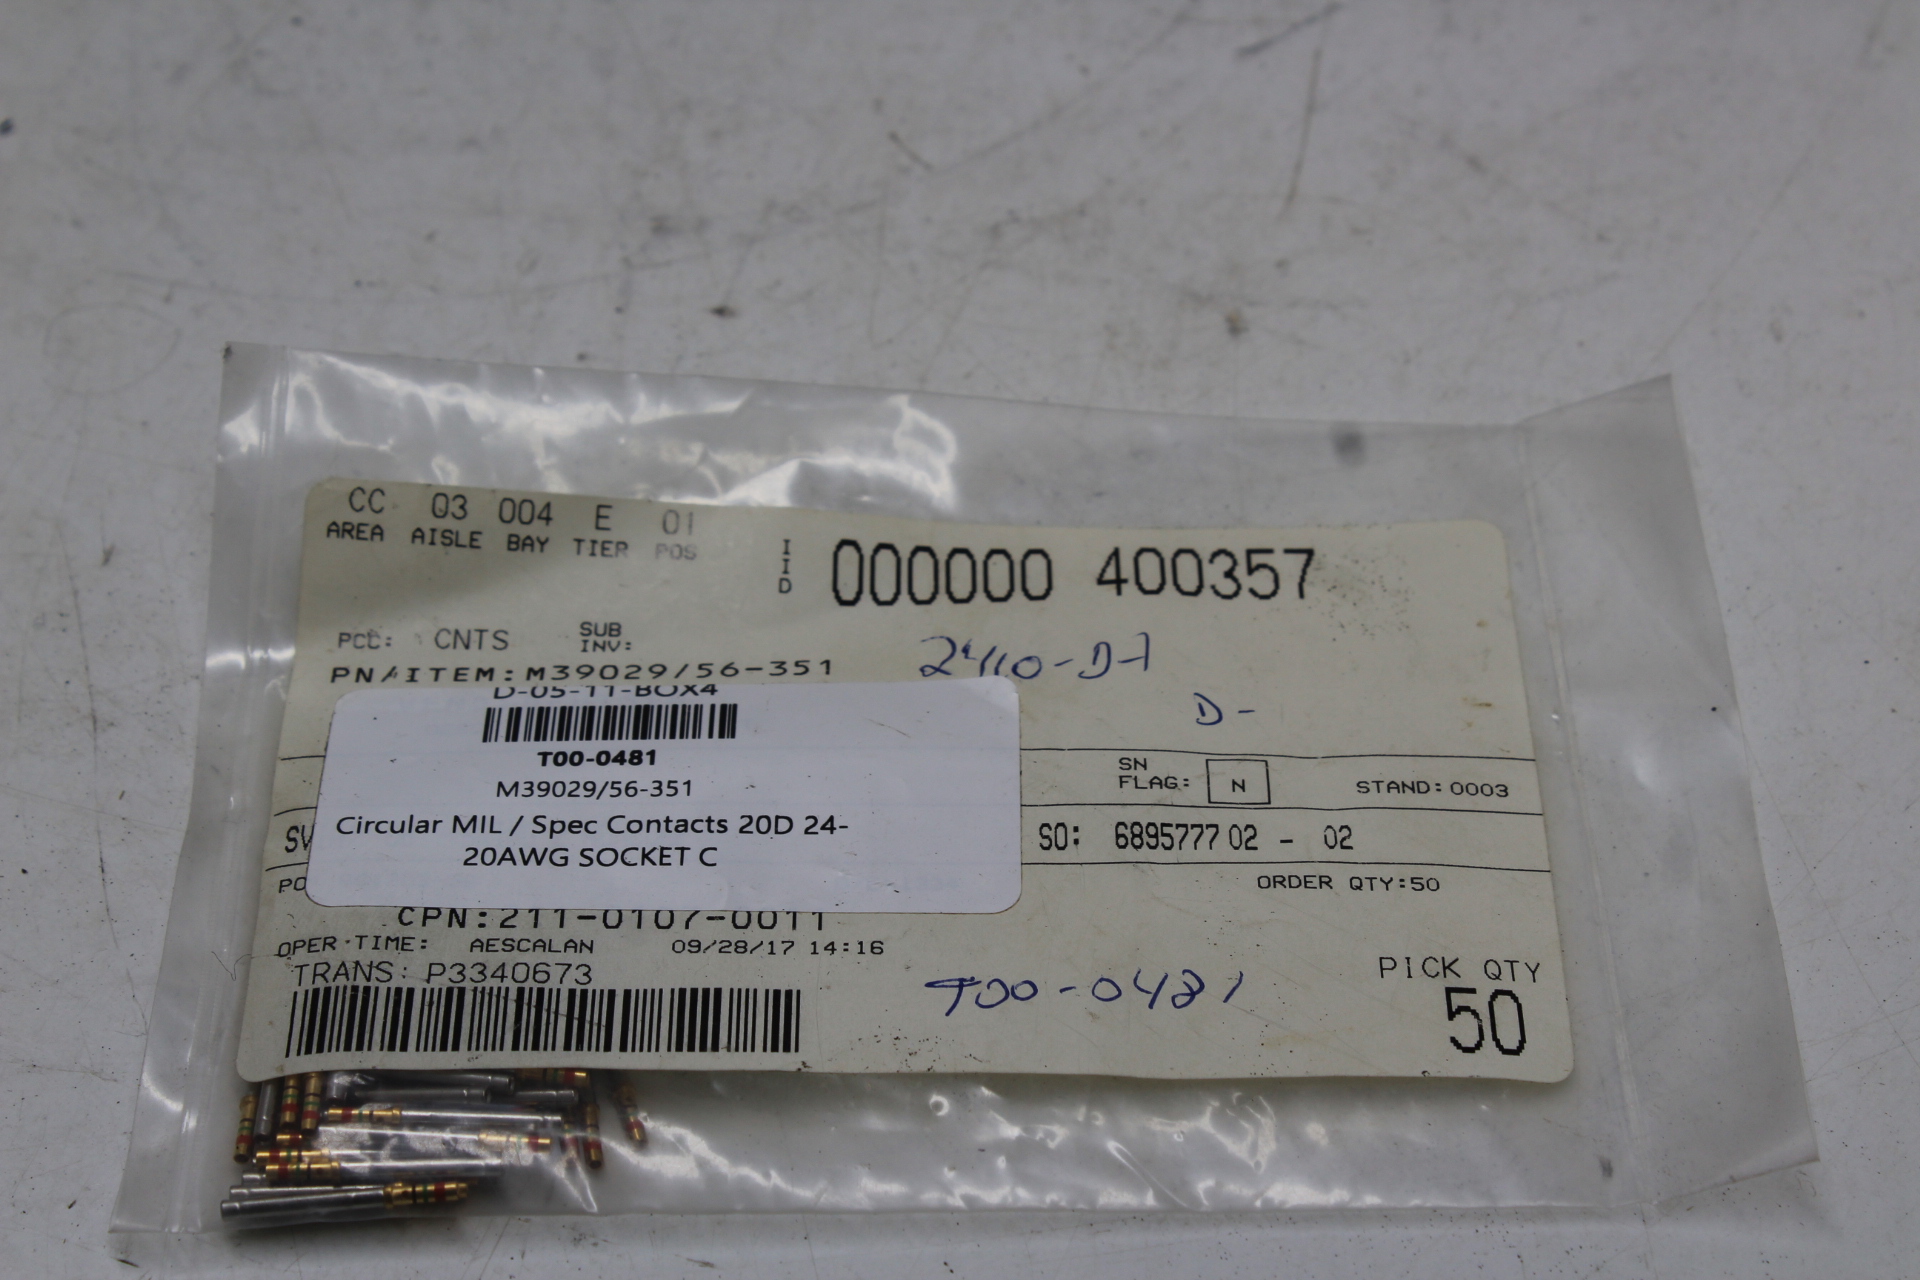 CC 03 004 E 01
AREA AISLE BAY TIER POS
IID 000000 400357
PCC: CNTS SUB INV:
PN/ITEM: M39029/56-351
D-05-11-BOX4
T00-0481
M39029/56-351
Circular MIL / Spec Contacts 20D 24-
20AWG SOCKET C
D-
SN
FLAG: N STAND: 0003
SO: 6895777 02 - 02
ORDER QTY: 50
CPN: 211-0107-0011
OPER-TIME: AESCALAN 09/28/17 14:16
TRANS: P3340673
T00-0481
PICK QTY
50